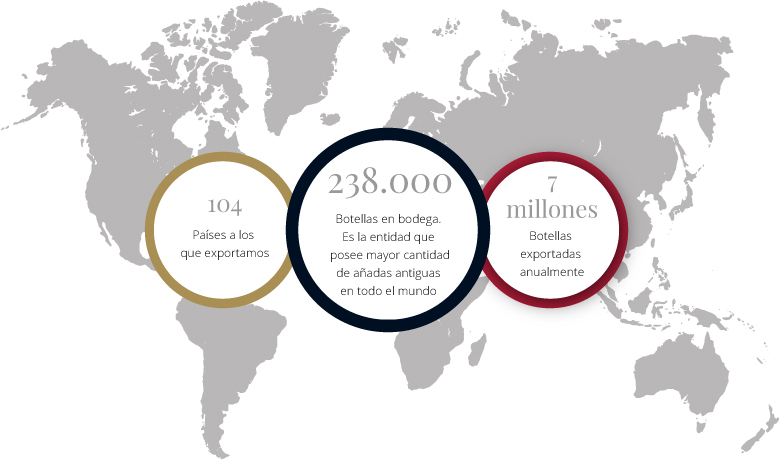 104
Países a los
que exportamos
238.000
Botellas en bodega.
Es la entidad que
posee mayor cantidad
de añadas antiguas
en todo el mundo
7
millones
Botellas
exportadas
anualmente